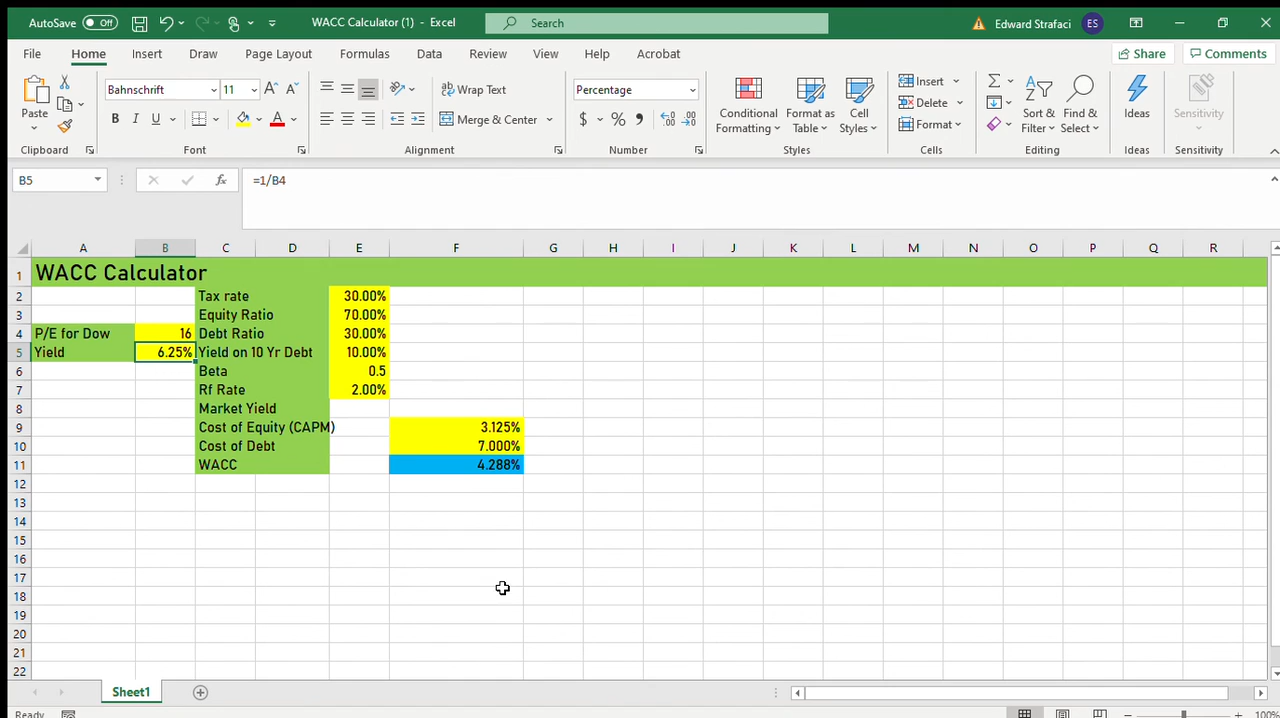 AutoSave Off WACC Calculator (1) - Excel Search Edward Strafaci ES
File Home Insert Draw Page Layout Formulas Data Review View Help Acrobat Share Comments
Paste Bahnschrift 11 A A Wrap Text Percentage Conditional Formatting Format as Table Cell Styles Insert Sort & Filter Find & Select Ideas Sensitivity
B I U A Merge & Center $ % 9 Delete
Format
Clipboard Font Alignment Number Styles Cells Editing Ideas Sensitivity
B5 fx =1/B4
A B C D E F G H I J K L M N O P Q R
1 WACC Calculator
2 Tax rate 30.00%
3 Equity Ratio 70.00%
4 P/E for Dow 16 Debt Ratio 30.00%
5 Yield 6.25% Yield on 10 Yr Debt 10.00%
6 Beta 0.5
7 Rf Rate 2.00%
8 Market Yield
9 Cost of Equity (CAPM) 3.125%
10 Cost of Debt 7.000%
11 WACC 4.288%
12
13
14
15
16
17
18
19
20
21
22
Sheet1
Ready 100%